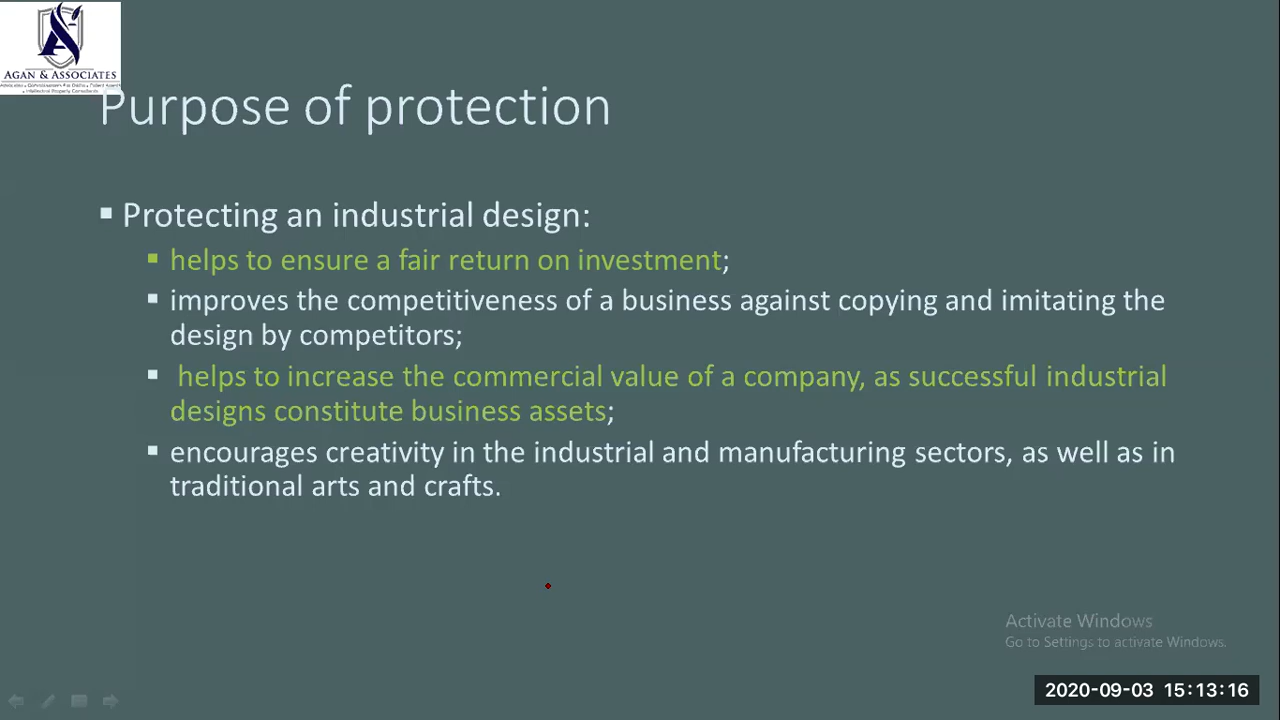 AGAN & ASSOCIATES
Purpose of protection
Protecting an industrial design:
helps to ensure a fair return on investment;
improves the competitiveness of a business against copying and imitating the
design by competitors;
helps to increase the commercial value of a company, as successful industrial
designs constitute business assets;
encourages creativity in the industrial and manufacturing sectors, as well as in
traditional arts and crafts.
Activate Windows
Go to Settings to activate Windows.
2020-09-03 15:13:16